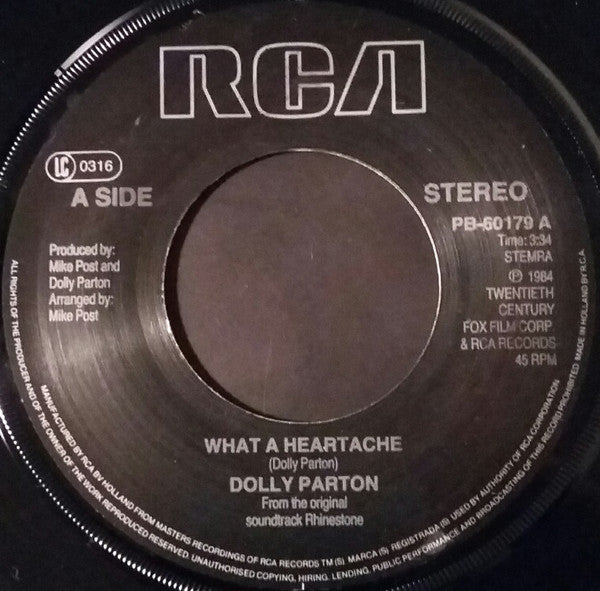 RCA
LC 0316
A SIDE
STEREO
PB-60179 A
Time: 3:34
STEMRA
Ⓟ 1984
TWENTIETH
CENTURY
FOX FILM CORP.
& RCA RECORDS
45 RPM
Produced by:
Mike Post and
Dolly Parton
Arranged by:
Mike Post
WHAT A HEARTACHE
(Dolly Parton)
DOLLY PARTON
From the original
soundtrack Rhinestone
MANUFACTURED BY RCA BV HOLLAND FROM MASTERS RECORDINGS OF RCA RECORDS TM (S) MARCA (S) REGISTRADA (S) USED BY AUTHORITY OF RCA CORPORATION
ALL RIGHTS OF THE PRODUCER AND OF THE OWNER OF THE WORK REPRODUCED RESERVED. UNAUTHORISED COPYING, HIRING, LENDING, PUBLIC PERFORMANCE AND BROADCASTING OF THIS RECORD PROHIBITED MADE IN HOLLAND BY R.C.A.